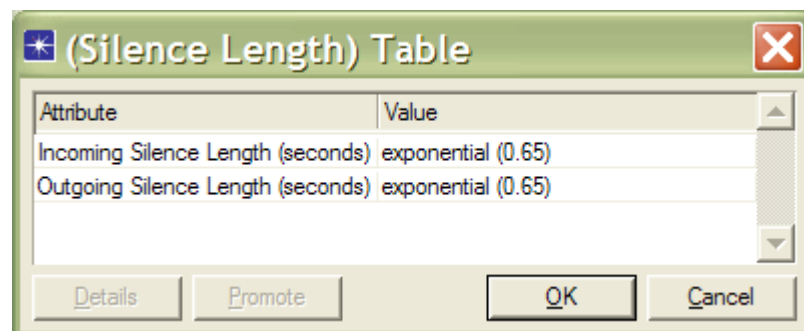 (Silence Length) Table
Attribute Value
Incoming Silence Length (seconds) exponential (0.65)
Outgoing Silence Length (seconds) exponential (0.65)
Details Promote OK Cancel